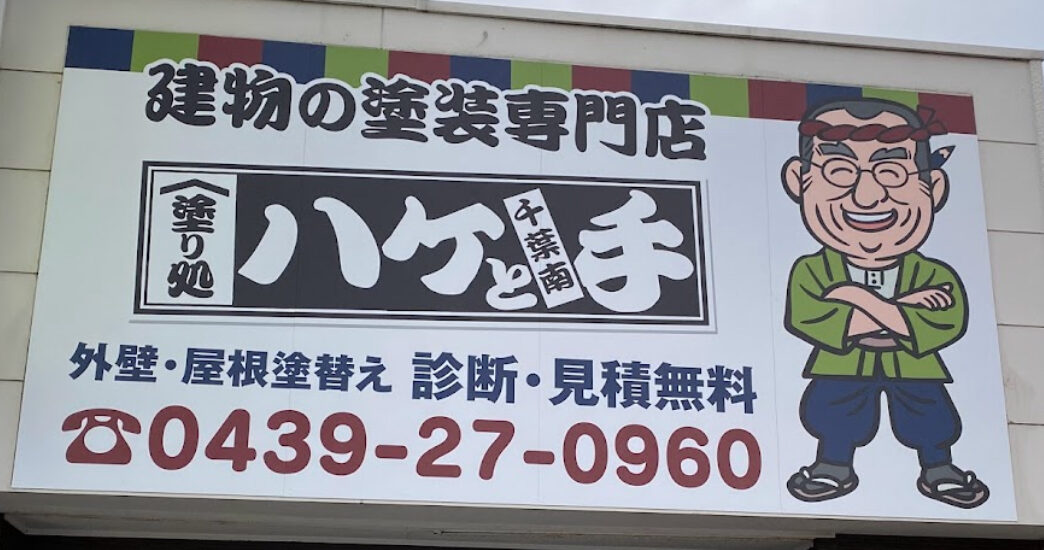 建物の塗装専門店
塗り処
ハケと手
千葉南
外壁・屋根塗替え 診断・見積無料
☎0439-27-0960